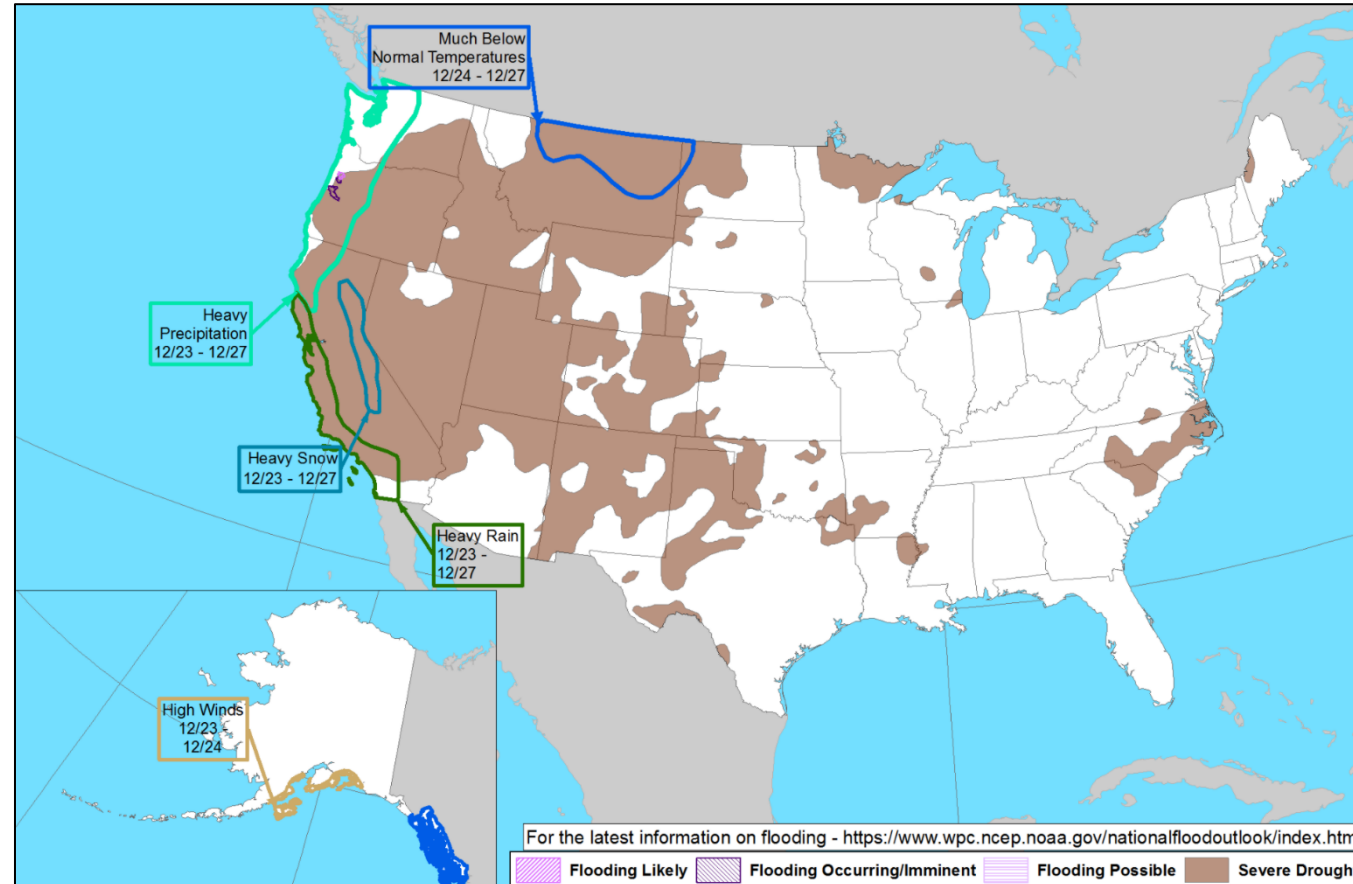 Much Below
Normal Temperatures
12/24 - 12/27
Heavy
Precipitation
12/23 - 12/27
Heavy Snow
12/23 - 12/27
Heavy Rain
12/23 -
12/27
High Winds
12/23 -
12/24
For the latest information on flooding - https://www.wpc.ncep.noaa.gov/nationalfloodoutlook/index.htm
Flooding Likely Flooding Occurring/Imminent Flooding Possible Severe Drough